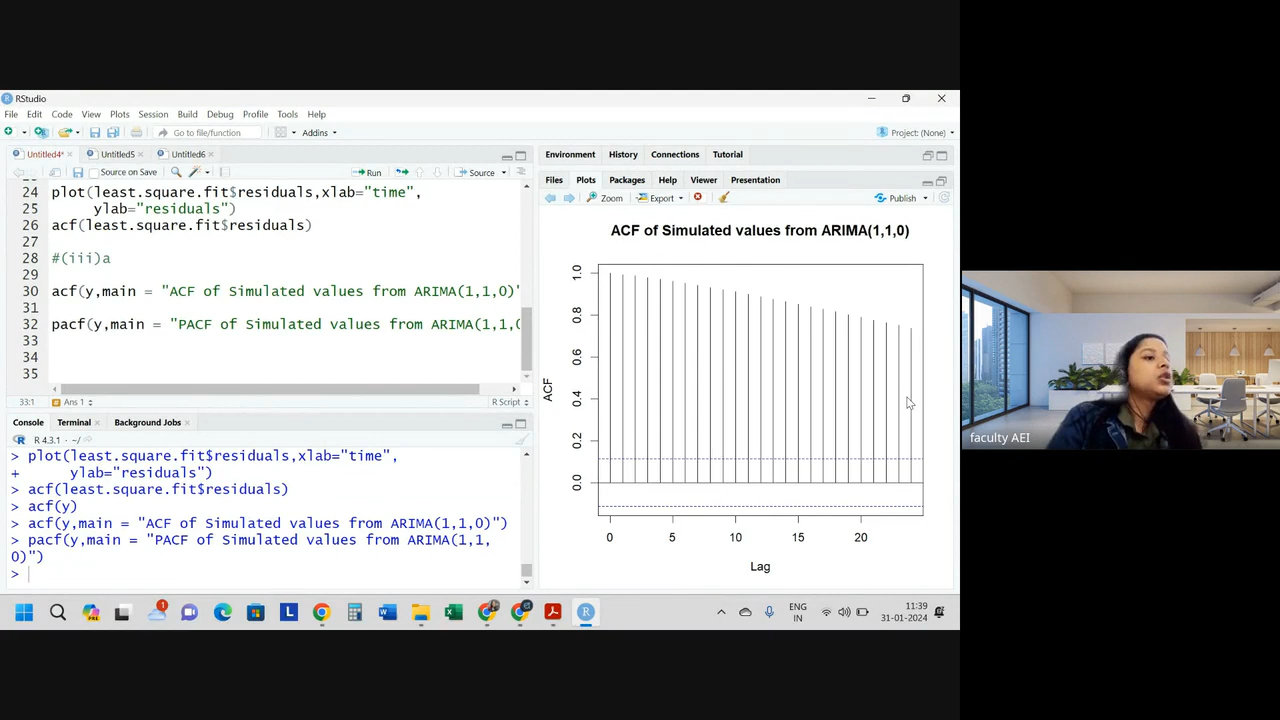 RStudio
File Edit Code View Plots Session Build Debug Profile Tools Help
Go to file/function Addins Project: (None)
Untitled4* Untitled5 Untitled6
Source on Save Run Source
24 plot(least.square.fit$residuals,xlab="time",
25 ylab="residuals")
26 acf(least.square.fit$residuals)
27
28 #(iii)a
29
30 acf(y,main = "ACF of Simulated values from ARIMA(1,1,0)"
31
32 pacf(y,main = "PACF of Simulated values from ARIMA(1,1,0
33
34
35
33:1 Ans 1 R Script
Console Terminal Background Jobs
R 4.3.1 · ~/
> plot(least.square.fit$residuals,xlab="time",
+ ylab="residuals")
> acf(least.square.fit$residuals)
> acf(y)
> acf(y,main = "ACF of Simulated values from ARIMA(1,1,0)")
> pacf(y,main = "PACF of Simulated values from ARIMA(1,1,
0)")
>
Environment History Connections Tutorial
Files Plots Packages Help Viewer Presentation
Zoom Export Publish
ACF of Simulated values from ARIMA(1,1,0)
1.0
0.8
0.6
0.4
0.2
0.0
ACF
0 5 10 15 20
Lag
faculty AEI
ENG
IN
11:39
31-01-2024